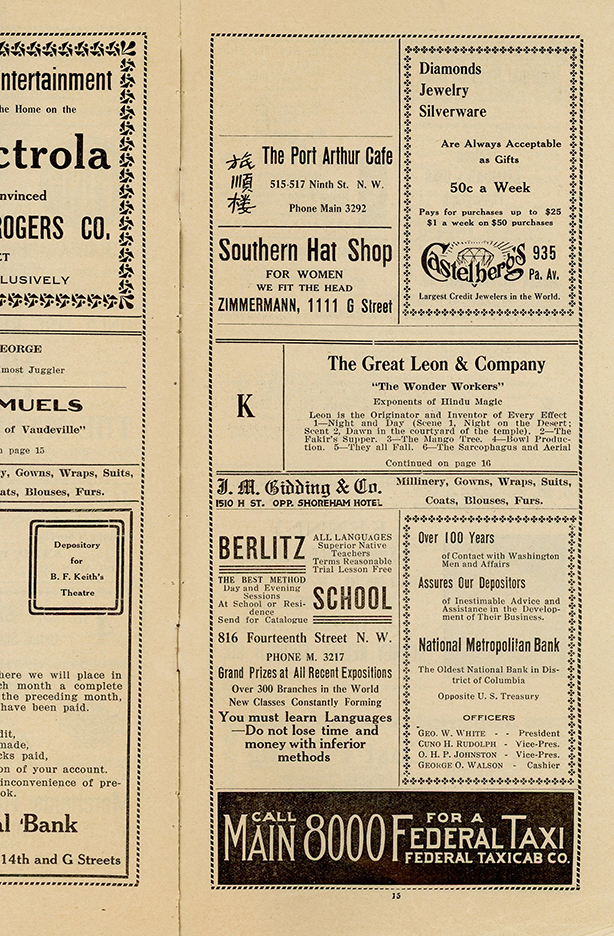 ntertainment
he Home on the
ctrola
nvinced
ROGERS CO.
ET
LUSIVELY
EORGE
most Juggler
MUELS
of Vaudeville"
n page 15
y, Gowns, Wraps, Suits,
ats, Blouses, Furs.
Depository
for
B. F. Keith's
Theatre
here we will place in
ch month a complete
the preceding month,
have been paid.
dit,
made,
cks paid,
on of your account.
inconvenience of pre-
ok.
al Bank
14th and G Streets
旅順樓
The Port Arthur Cafe
515-517 Ninth St. N. W.
Phone Main 3292
Southern Hat Shop
FOR WOMEN
WE FIT THE HEAD
ZIMMERMANN, 1111 G Street
Diamonds
Jewelry
Silverware
Are Always Acceptable
as Gifts
50c a Week
Pays for purchases up to $25
$1 a week on $50 purchases
Castelberg's 935
Pa. Av.
Largest Credit Jewelers in the World.
K
The Great Leon & Company
"The Wonder Workers"
Exponents of Hindu Magic
Leon is the Originator and Inventor of Every Effect
1—Night and Day (Scene 1, Night on the Desert;
Scent 2, Dawn in the courtyard of the temple). 2—The
Fakir's Supper. 3—The Mango Tree. 4—Bowl Produc-
tion. 5—They all Fall. 6—The Sarcophagus and Aerial
Continued on page 16
J. M. Gidding & Co.
1510 H ST. OPP. SHOREHAM HOTEL
Millinery, Gowns, Wraps, Suits,
Coats, Blouses, Furs.
BERLITZ
ALL LANGUAGES
Superior Native
Teachers
Terms Reasonable
Trial Lesson Free
THE BEST METHOD
Day and Evening
Sessions
At School or Resi-
dence
Send for Catalogue
SCHOOL
816 Fourteenth Street N. W.
PHONE M. 3217
Grand Prizes at All Recent Expositions
Over 300 Branches in the World
New Classes Constantly Forming
You must learn Languages
—Do not lose time and
money with inferior
methods
Over 100 Years
of Contact with Washington
Men and Affairs
Assures Our Depositors
of Inestimable Advice and
Assistance in the Develop-
ment of Their Business.
National Metropolitan Bank
The Oldest National Bank in Dis-
trict of Columbia
Opposite U. S. Treasury
OFFICERS
GEO. W. WHITE - - President
CUNO H. RUDOLPH - Vice-Pres.
O. H. P. JOHNSTON - Vice-Pres.
GEORGE O. WALSON - Cashier
CALL
MAIN 8000
FOR A
FEDERAL TAXI
FEDERAL TAXICAB CO.
15